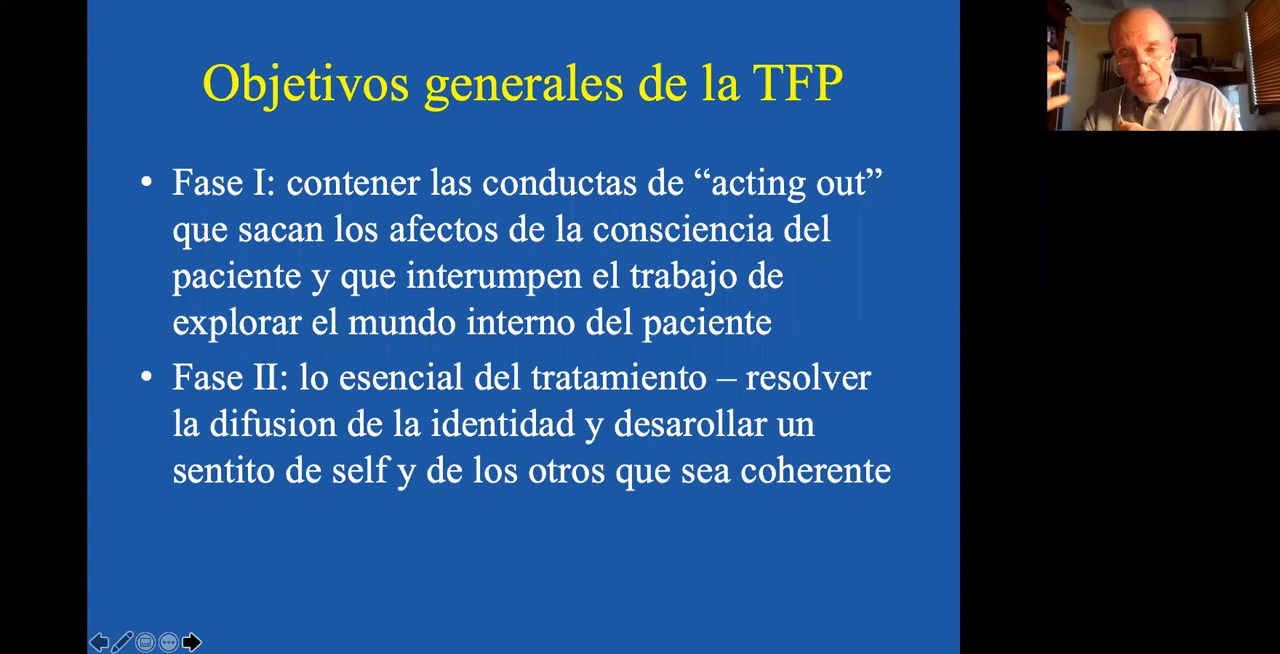 Objetivos generales de la TFP
• Fase I: contener las conductas de “acting out”
que sacan los afectos de la consciencia del
paciente y que interumpen el trabajo de
explorar el mundo interno del paciente
• Fase II: lo esencial del tratamiento – resolver
la difusion de la identidad y desarollar un
sentito de self y de los otros que sea coherente